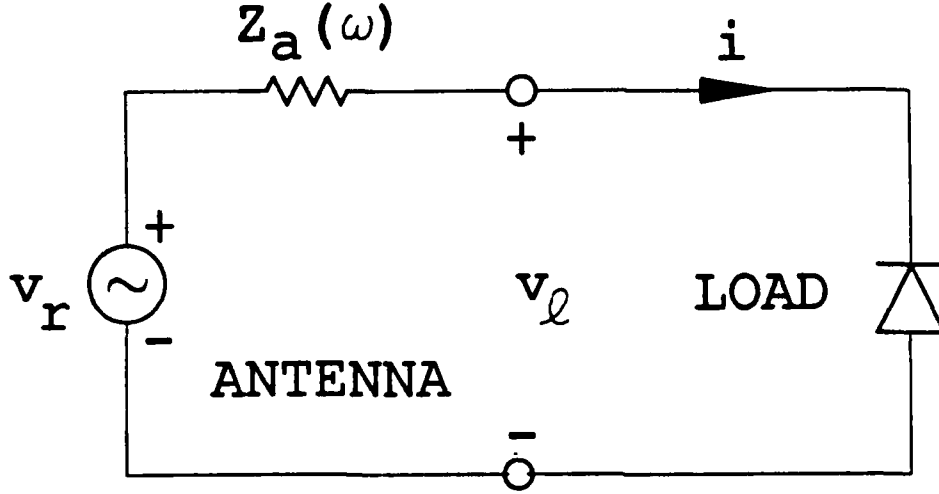 Z_a(ω)
i
+
+
v_r
v_ℓ
LOAD
-
ANTENNA
-